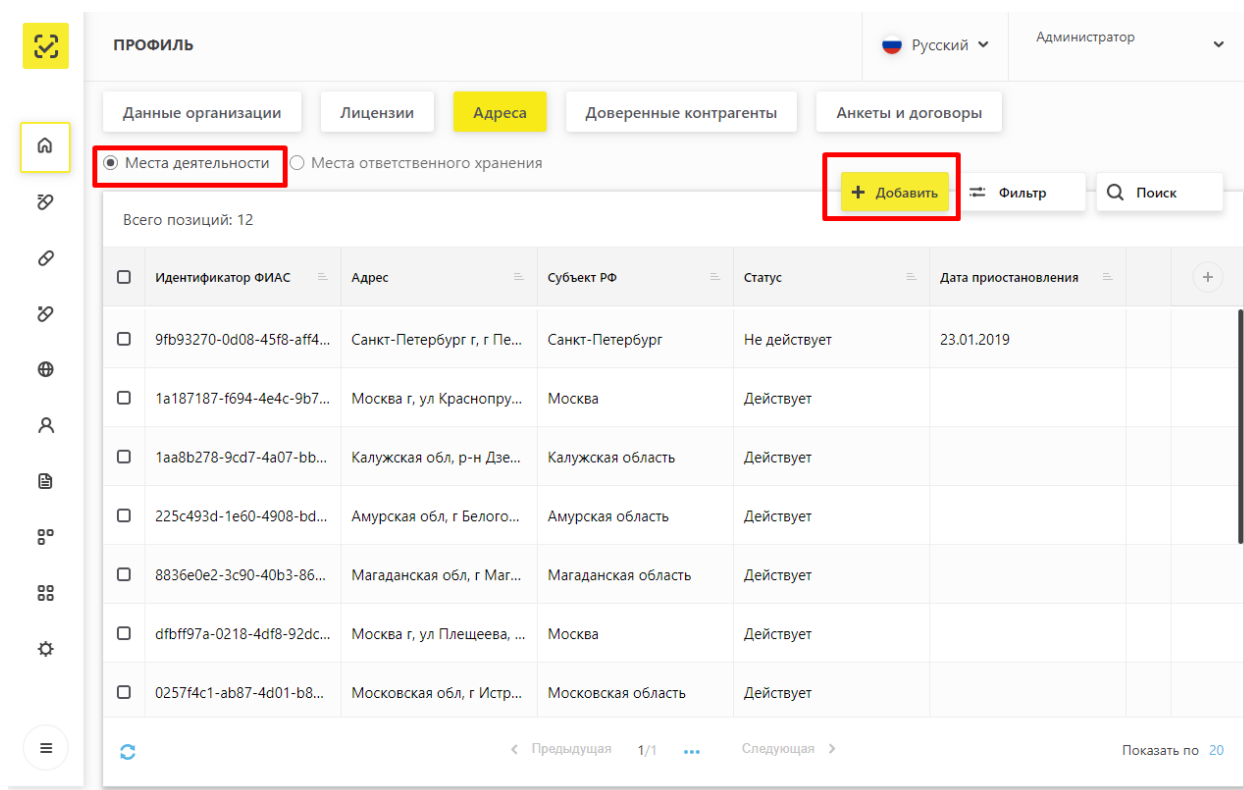 ПРОФИЛЬ Русский Администратор
Данные организации Лицензии Адреса Доверенные контрагенты Анкеты и договоры
Места деятельности Места ответственного хранения
+ Добавить Фильтр Поиск
Всего позиций: 12
Идентификатор ФИАС Адрес Субъект РФ Статус Дата приостановления
9fb93270-0d08-45f8-aff4... Санкт-Петербург г, г Пе... Санкт-Петербург Не действует 23.01.2019
1a187187-f694-4e4c-9b7... Москва г, ул Краснопру... Москва Действует
1aa8b278-9cd7-4a07-bb... Калужская обл, р-н Дзе... Калужская область Действует
225c493d-1e60-4908-bd... Амурская обл, г Белого... Амурская область Действует
8836e0e2-3c90-40b3-86... Магаданская обл, г Маг... Магаданская область Действует
dfbff97a-0218-4df8-92dc... Москва г, ул Плещеева, ... Москва Действует
0257f4c1-ab87-4d01-b8... Московская обл, г Истр... Московская область Действует
Предыдущая 1/1 ... Следующая Показать по 20